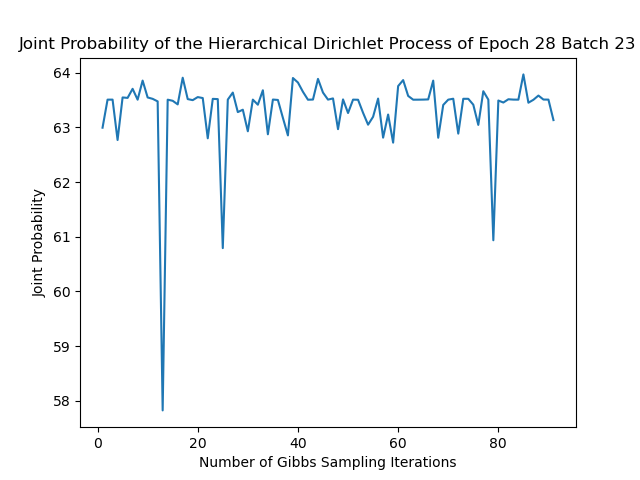 Joint Probability of the Hierarchical Dirichlet Process of Epoch 28 Batch 23
64
63
62
61
60
59
58
Joint Probability
0 20 40 60 80
Number of Gibbs Sampling Iterations